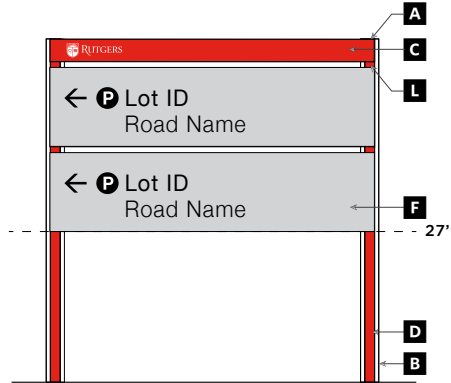 A
RUTGERS
C
L
← P Lot ID
Road Name
← P Lot ID
Road Name
F
27'
D
B